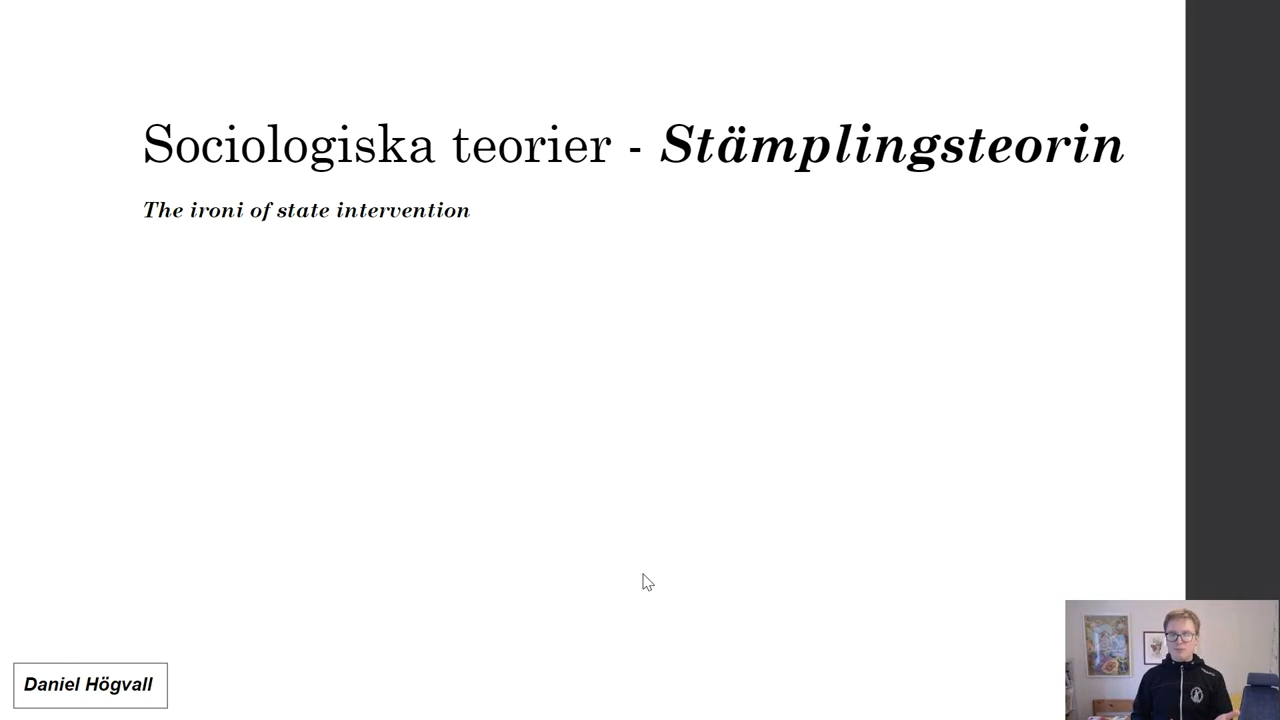 Sociologiska teorier - Stämplingsteorin
The ironi of state intervention
Daniel Högvall